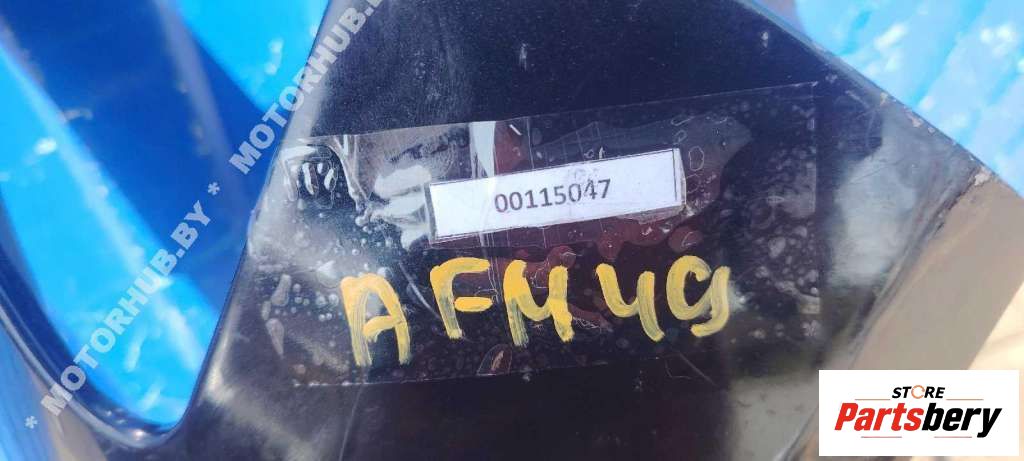 * MOTORHUB.BY * MOTORHUB.BY
00115047
AFM49
STORE
Partsbery